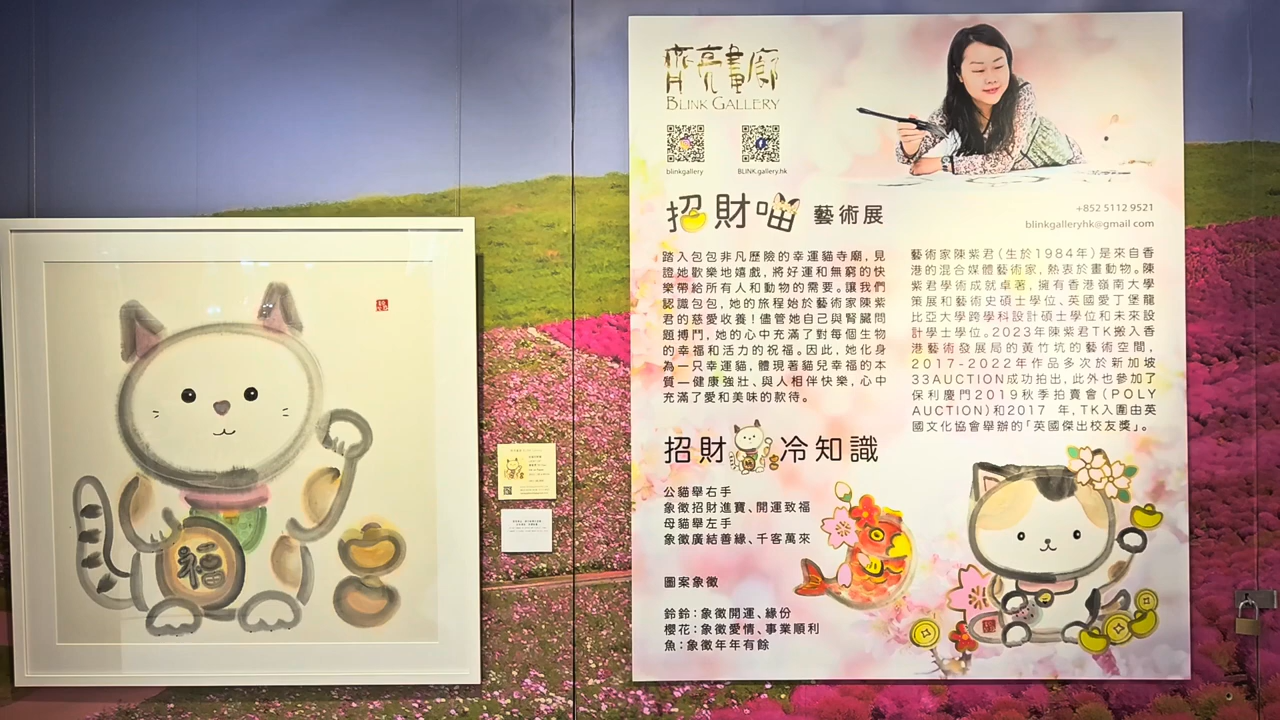 福
齊亮畫廊
BLINK GALLERY
blinkgallery
BLINK.gallery.hk
招財喵 藝術展
+852 5112 9521
blinkgalleryhk@gmail com
踏入包包非凡歷險的幸運貓寺廟, 見
證她歡樂地嬉戲, 將好運和無窮的快
樂帶給所有人和動物的需要。讓我們
認識包包, 她的旅程始於藝術家陳紫
君的慈愛收養!儘管她自己與腎臟問
題搏鬥, 她的心中充滿了對每個生物
的幸福和活力的祝福。因此, 她化身
為一只幸運貓, 體現著貓兒幸福的本
質—健康強壯、與人相伴快樂, 心中
充滿了愛和美味的款待。
藝術家陳紫君(生於1984年)是來自香
港的混合媒體藝術家, 熱衷於畫動物。陳
紫君學術成就卓著, 擁有香港嶺南大學
策展和藝術史碩士學位、英國愛丁堡龍
比亞大學跨學科設計碩士學位和未來設
計學士學位。2023年陳紫君TK搬入香
港藝術發展局的黃竹坑的藝術空間,
2017-2022年作品多次於新加坡
33AUCTION成功拍出, 此外也參加了
保利廈門2019秋季拍賣會(POLY
AUCTION)和2017 年, TK入圍由英
國文化協會舉辦的「英國傑出校友獎」。
招財 冷知識
公貓舉右手
象徵招財進寶、開運致福
母貓舉左手
象徵廣結善緣、千客萬來
圖案象徵
鈴鈴:象徵開運、緣份
櫻花:象徵愛情、事業順利
魚:象徵年年有餘